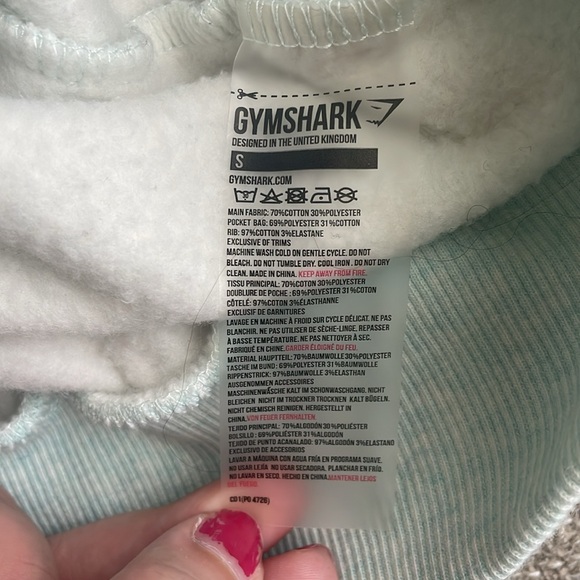 GYMSHARK
DESIGNED IN THE UNITED KINGDOM
S
GYMSHARK.COM
MAIN FABRIC: 70%COTTON 30%POLYESTER
POCKET BAG: 69%POLYESTER 31%COTTON
RIB: 97%COTTON 3%ELASTANE
EXCLUSIVE OF TRIMS
MACHINE WASH COLD ON GENTLE CYCLE. DO NOT
BLEACH. DO NOT TUMBLE DRY. COOL IRON. DO NOT DRY
CLEAN. MADE IN CHINA. KEEP AWAY FROM FIRE.
TISSU PRINCIPAL: 70%COTON 30%POLYESTER
DOUBLURE DE POCHE: 69%POLYESTER 31%COTON
CÔTELÉ: 97%COTON 3%ÉLASTHANNE
EXCLUSIF DE GARNITURES
LAVAGE EN MACHINE À FROID SUR CYCLE DÉLICAT. NE PAS
BLANCHIR. NE PAS UTILISER DE SÈCHE-LINGE. REPASSER
À BASSE TEMPÉRATURE. NE PAS NETTOYER À SEC.
FABRIQUÉ EN CHINE.GARDER ÉLOIGNÉ DU FEU.
MATERIAL HAUPTTEIL: 70%BAUMWOLLE 30%POLYESTER
TASCHE IM BUND: 69%POLYESTER 31%BAUMWOLLE
RIPPENSTRICK: 97%BAUMWOLLE 3%ELASTHAN
AUSGENOMMEN ACCESSOIRES
MASCHINENWÄSCHE KALT IM SCHONWASCHGANG. NICHT
BLEICHEN NICHT IM TROCKNER TROCKNEN KALT BÜGELN.
NICHT CHEMISCH REINIGEN. HERGESTELLT IN
CHINA.VON FEUER FERNHALTEN
TEJIDO PRINCIPAL: 70%ALGODÓN 30%POLIÉSTER
BOLSILLO: 69%POLIÉSTER 31%ALGODÓN
TEJIDO DE PUNTO ACANALADO: 97%ALGODÓN 3%ELASTANO
EXCLUSIVO DE ACCESORIOS
LAVAR A MÁQUINA CON AGUA FRÍA EN PROGRAMA SUAVE.
NO USAR LEJÍA NO USAR SECADORA. PLANCHAR EN FRÍO.
NO LAVAR EN SECO. HECHO EN CHINA.MANTENER LEJOS
DEL FUEGO.
CD1(PO 4726)